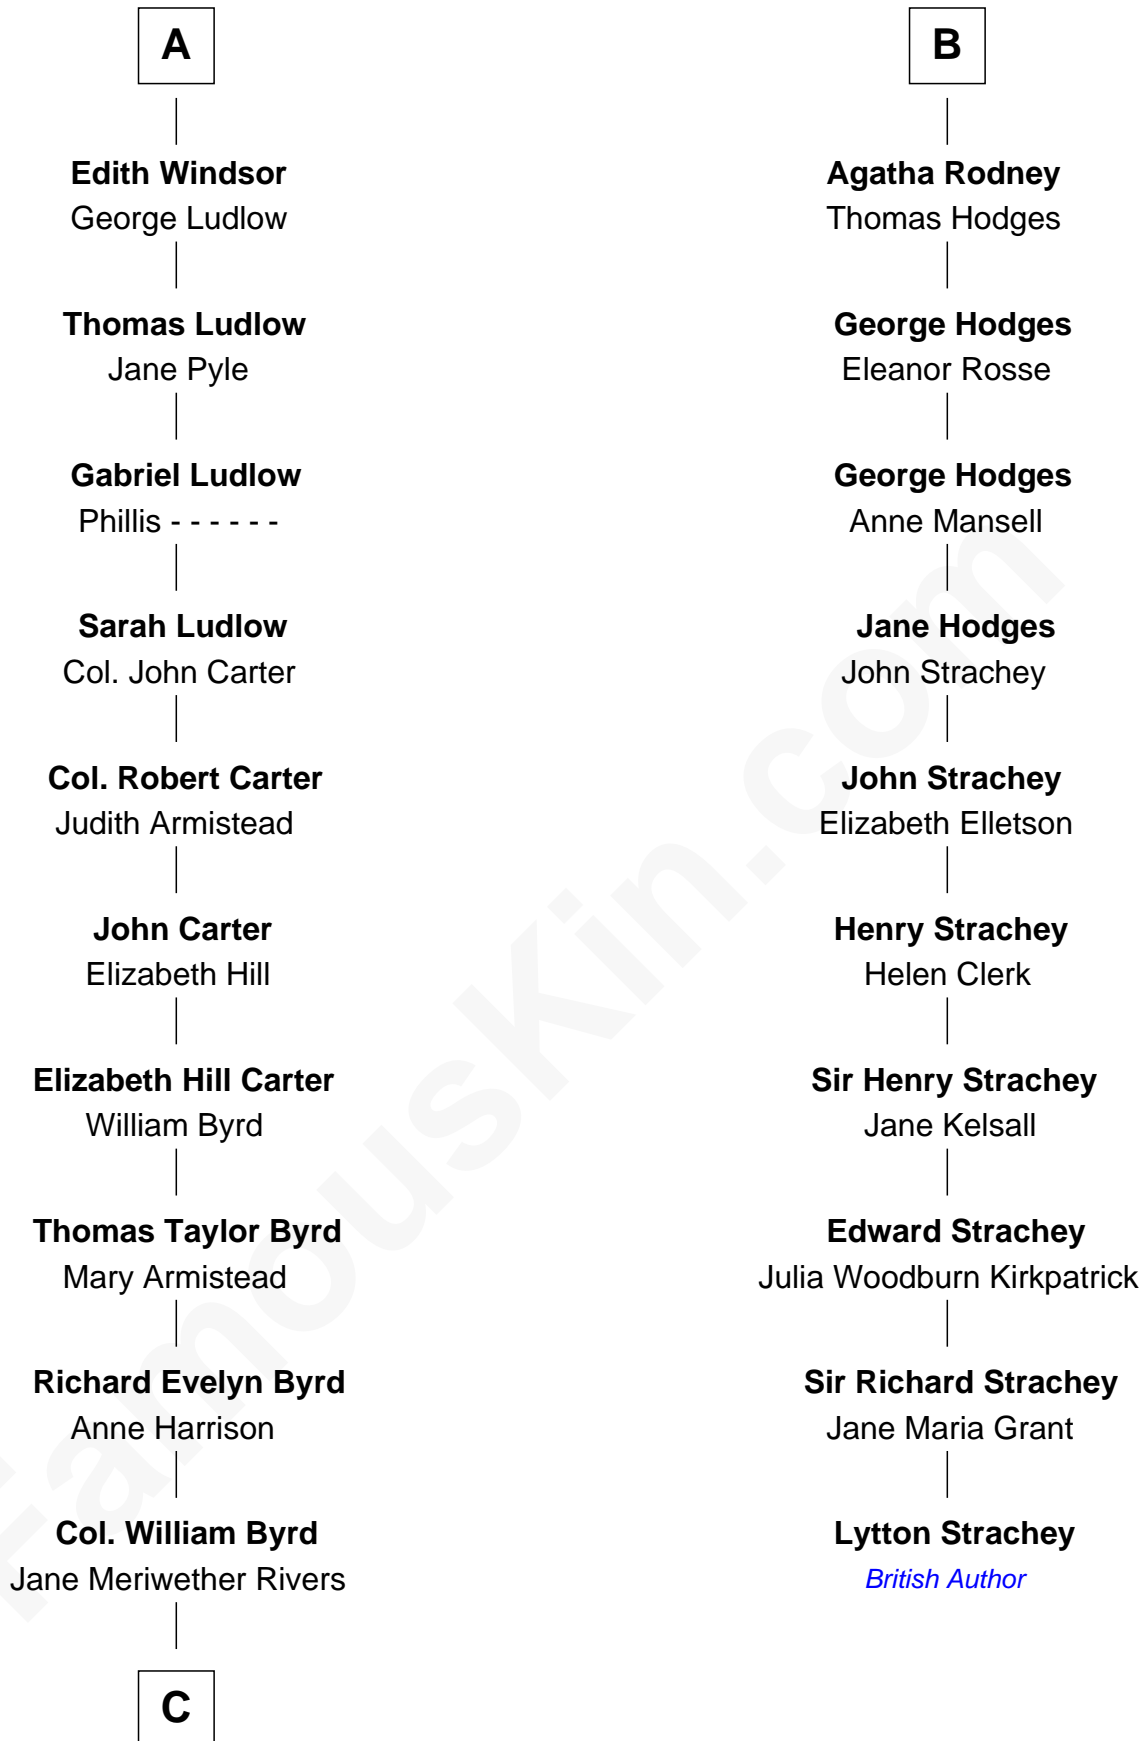 A
Edith Windsor
George Ludlow
Thomas Ludlow
Jane Pyle
Gabriel Ludlow
Phillis - - - - - -
Sarah Ludlow
Col. John Carter
Col. Robert Carter
Judith Armistead
John Carter
Elizabeth Hill
Elizabeth Hill Carter
William Byrd
Thomas Taylor Byrd
Mary Armistead
Richard Evelyn Byrd
Anne Harrison
Col. William Byrd
Jane Meriwether Rivers
C
B
Agatha Rodney
Thomas Hodges
George Hodges
Eleanor Rosse
George Hodges
Anne Mansell
Jane Hodges
John Strachey
John Strachey
Elizabeth Elletson
Henry Strachey
Helen Clerk
Sir Henry Strachey
Jane Kelsall
Edward Strachey
Julia Woodburn Kirkpatrick
Sir Richard Strachey
Jane Maria Grant
Lytton Strachey
British Author
FamousKin.com